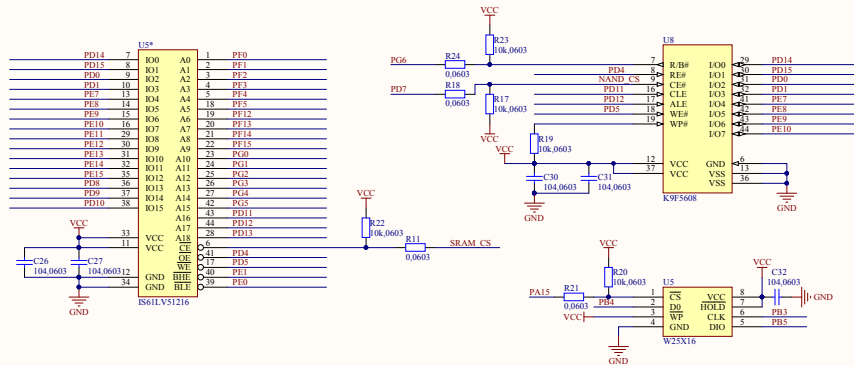 U5*
PD14 7 IO0 A0 1 PF0
PD15 8 IO1 A1 2 PF1
PD0 9 IO2 A2 3 PF2
PD1 10 IO3 A3 4 PF3
PE7 13 IO4 A4 5 PF4
PE8 14 IO5 A5 18 PF5
PE9 15 IO6 A6 19 PF12
PE10 16 IO7 A7 20 PF13
PE11 29 IO8 A8 21 PF14
PE12 30 IO9 A9 22 PF15
PE13 31 IO10 A10 23 PG0
PE14 32 IO11 A11 24 PG1
PE15 35 IO12 A12 25 PG2
PD8 36 IO13 A13 26 PG3
PD9 37 IO14 A14 27 PG4
PD10 38 IO15 A15 42 PG5
A16 43 PD11
A17 44 PD12
A18 28 PD13
VCC
33 VCC CE 6
11 VCC OE 41 PD4
WE 17 PD5
12 GND BHE 40 PE1
34 GND BLE 39 PE0
C26
104,0603
C27
104,0603
GND
IS61LV51216
VCC
R22
10k,0603
R11
0,0603
SRAM_CS
VCC
R23
10k,0603
PG6
R24
0,0603
PD7
R18
0,0603
R17
10k,0603
VCC
U8
7 R/B# I/O0 29 PD14
PD4 8 RE# I/O1 30 PD15
NAND_CS 9 CE# I/O2 31 PD0
PD11 16 CLE I/O3 32 PD1
PD12 17 ALE I/O4 41 PE7
PD5 18 WE# I/O5 42 PE8
19 WP# I/O6 43 PE9
I/O7 44 PE10
R19
10k,0603
VCC
12 VCC GND 6
37 VCC VSS 13
VSS 36
C30
104,0603
C31
104,0603
GND
GND
K9F5608
VCC
R20
10k,0603
PA15
R21
0,0603
PB4
VCC
U5
1 CS VCC 8
2 D0 HOLD 7
3 WP CLK 6 PB3
4 GND DIO 5 PB5
W25X16
GND
VCC
C32
104,0603
GND